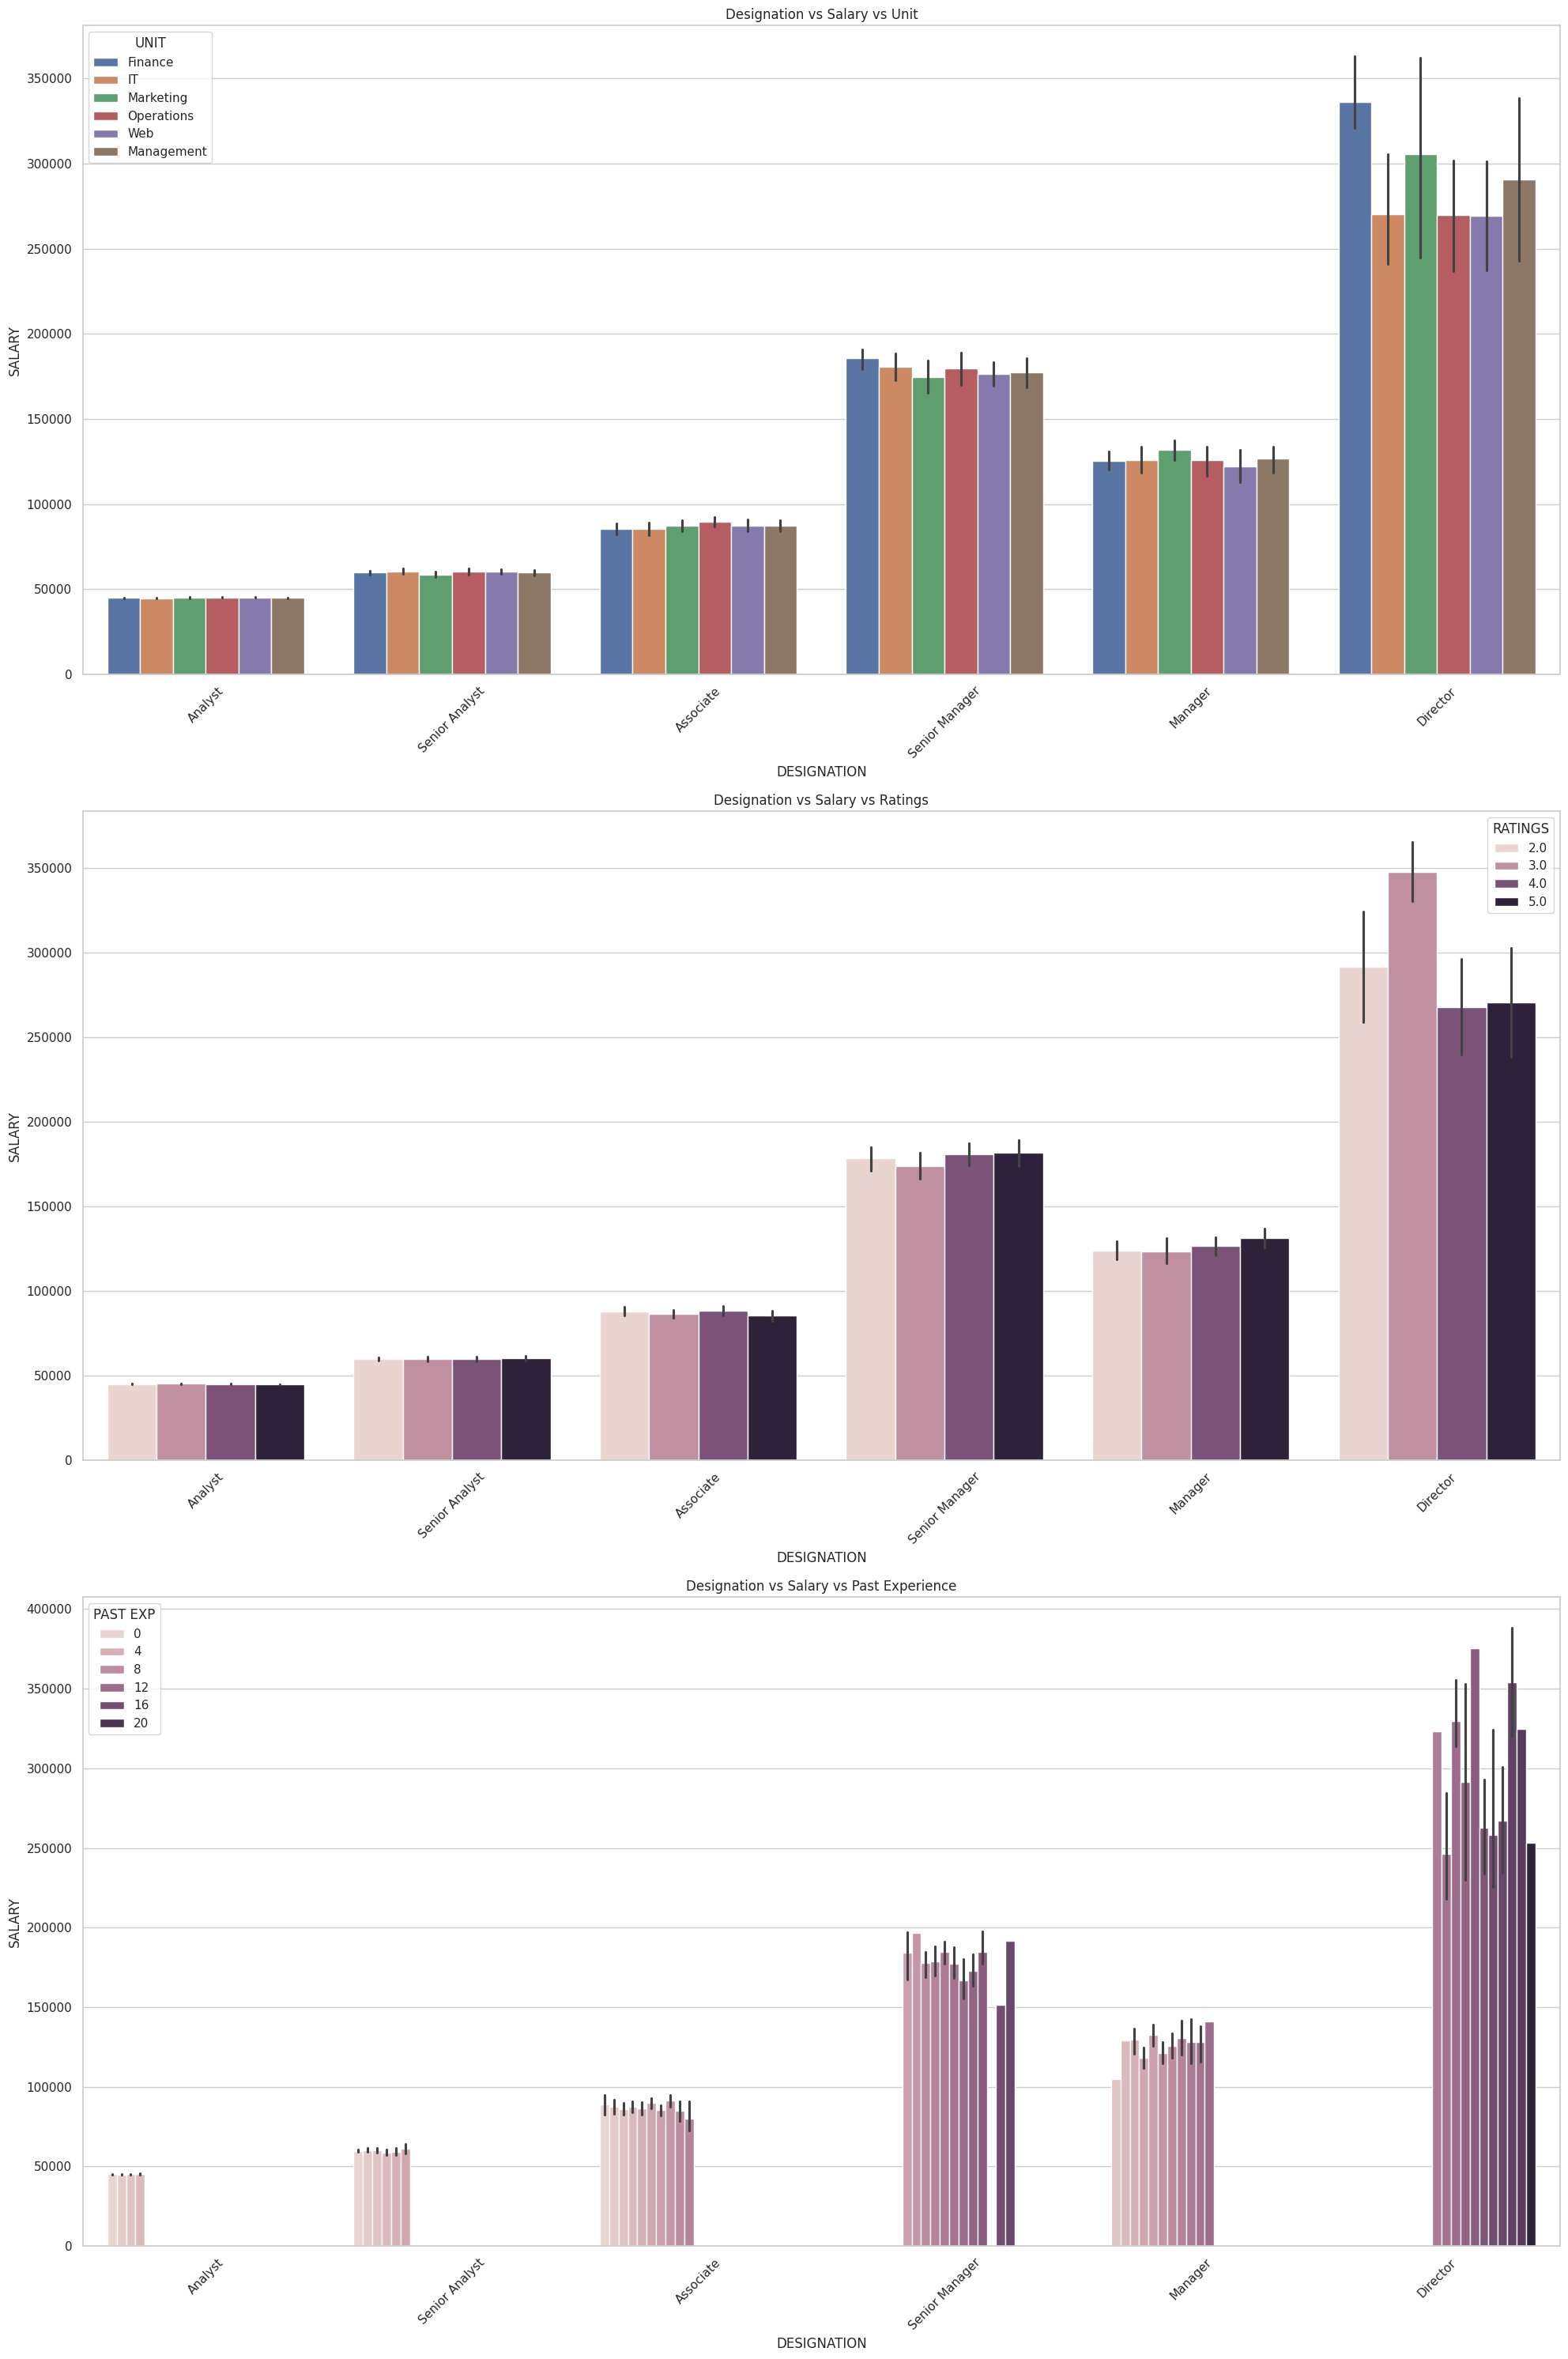 Designation vs Salary vs Unit
UNIT
Finance
IT
Marketing
Operations
Web
Management
350000
300000
250000
200000
150000
100000
50000
0
SALARY
Analyst
Senior Analyst
Associate
Senior Manager
Manager
Director
DESIGNATION
Designation vs Salary vs Ratings
RATINGS
2.0
3.0
4.0
5.0
350000
300000
250000
200000
150000
100000
50000
0
SALARY
Analyst
Senior Analyst
Associate
Senior Manager
Manager
Director
DESIGNATION
Designation vs Salary vs Past Experience
PAST EXP
0
4
8
12
16
20
400000
350000
300000
250000
200000
150000
100000
50000
0
SALARY
Analyst
Senior Analyst
Associate
Senior Manager
Manager
Director
DESIGNATION